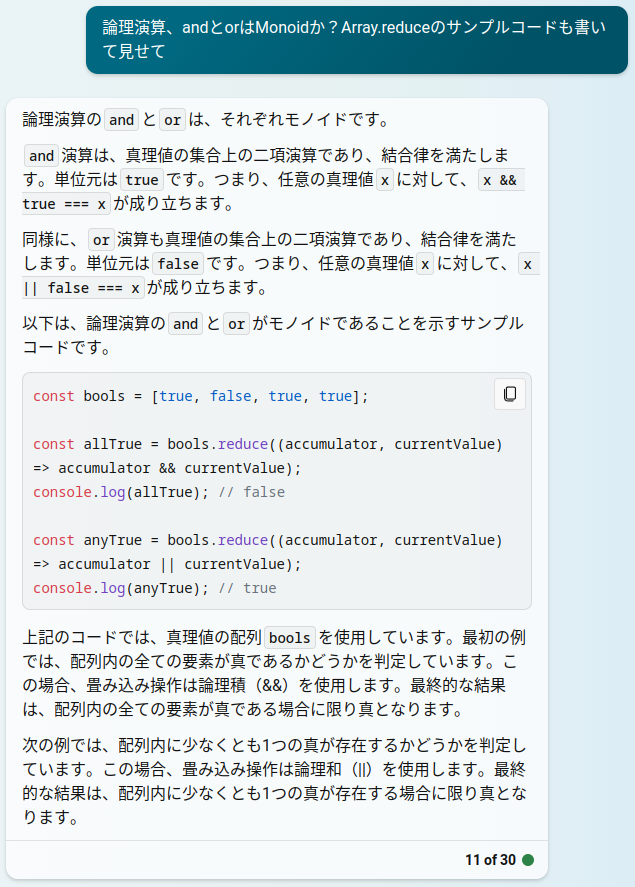 論理演算、andとorはMonoidか？Array.reduceのサンプルコードも書い
て見せて
論理演算の and と or は、それぞれモノイドです。
and 演算は、真理値の集合上の二項演算であり、結合律を満たしま
す。単位元は true です。つまり、任意の真理値 x に対して、 x &&
true === x が成り立ちます。
同様に、 or 演算も真理値の集合上の二項演算であり、結合律を満た
します。単位元は false です。つまり、任意の真理値 x に対して、 x
|| false === x が成り立ちます。
以下は、論理演算の and と or がモノイドであることを示すサンプル
コードです。
const bools = [true, false, true, true];
const allTrue = bools.reduce((accumulator, currentValue)
=> accumulator && currentValue);
console.log(allTrue); // false
const anyTrue = bools.reduce((accumulator, currentValue)
=> accumulator || currentValue);
console.log(anyTrue); // true
上記のコードでは、真理値の配列 bools を使用しています。最初の例
では、配列内の全ての要素が真であるかどうかを判定しています。こ
の場合、畳み込み操作は論理積（&&）を使用します。最終的な結果
は、配列内の全ての要素が真である場合に限り真となります。
次の例では、配列内に少なくとも1つの真が存在するかどうかを判定し
ています。この場合、畳み込み操作は論理和（||）を使用します。最終
的な結果は、配列内に少なくとも1つの真が存在する場合に限り真とな
ります。
11 of 30